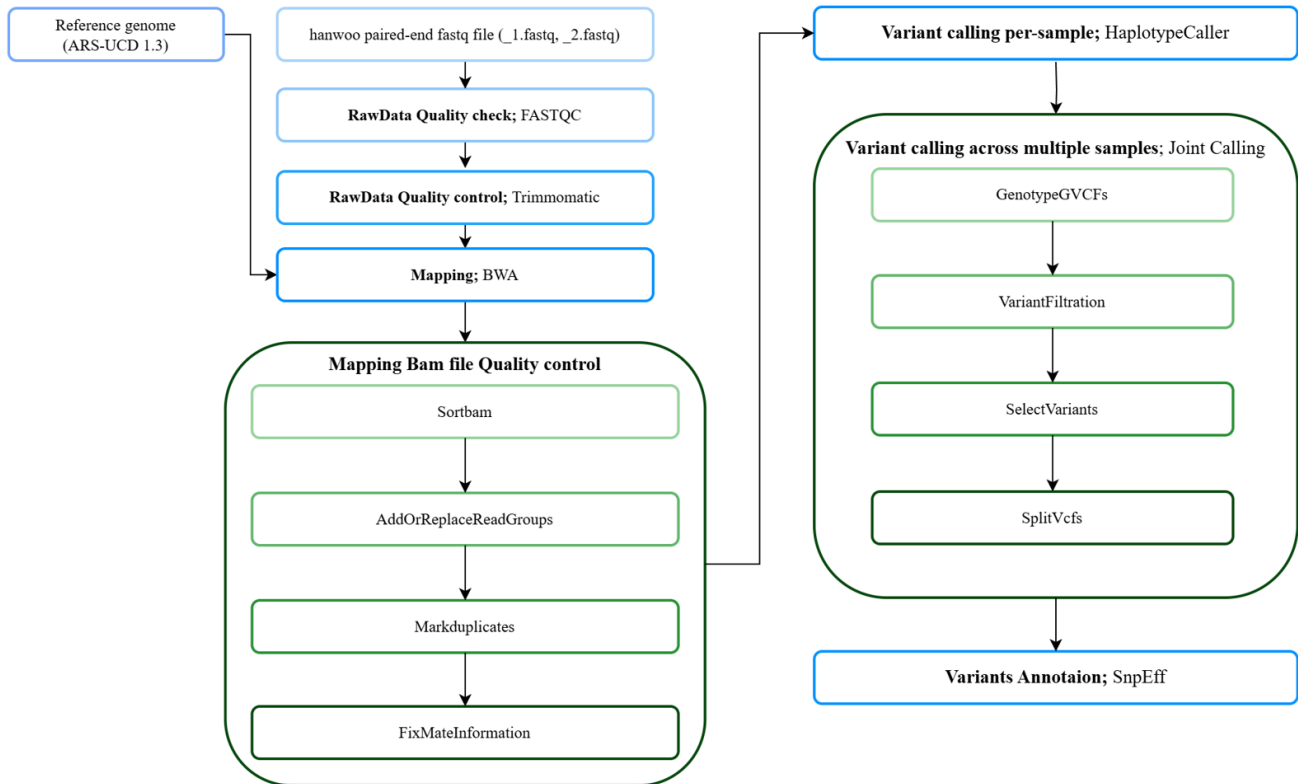 Reference genome
(ARS-UCD 1.3)
hanwoo paired-end fastq file (_1.fastq, _2.fastq)
RawData Quality check; FASTQC
RawData Quality control; Trimmomatic
Mapping; BWA
Mapping Bam file Quality control
Sortbam
AddOrReplaceReadGroups
Markduplicates
FixMateInformation
Variant calling per-sample; HaplotypeCaller
Variant calling across multiple samples; Joint Calling
GenotypeGVCFs
VariantFiltration
SelectVariants
SplitVcfs
Variants Annotaion; SnpEff